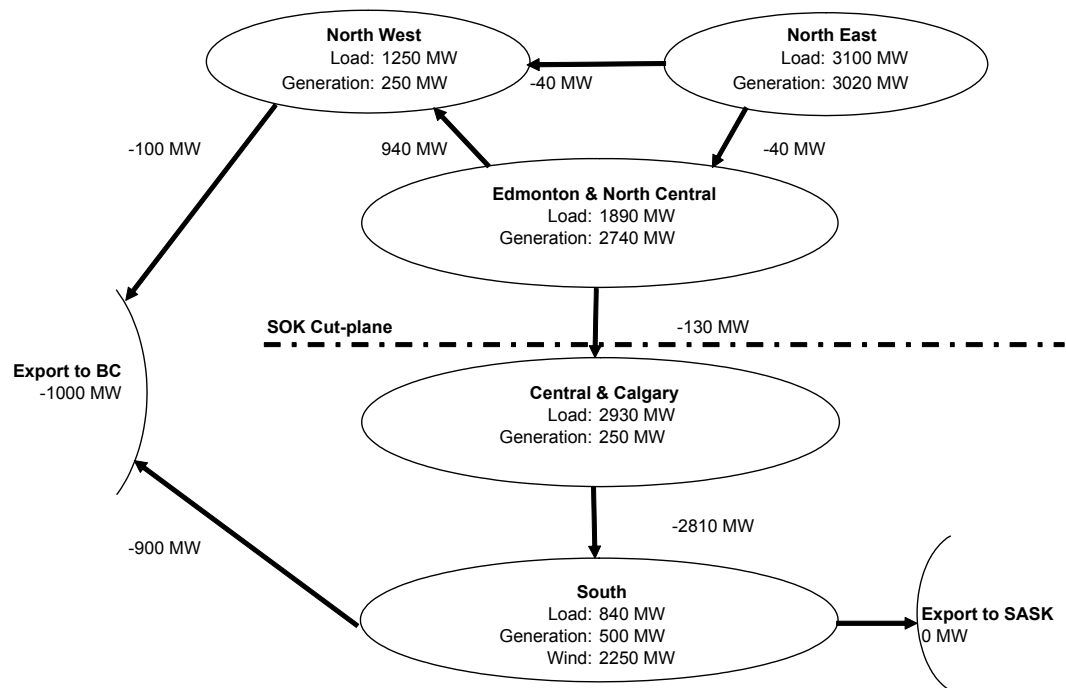 North West
Load: 1250 MW
Generation: 250 MW
North East
Load: 3100 MW
Generation: 3020 MW
-40 MW
-100 MW
940 MW
-40 MW
Edmonton & North Central
Load: 1890 MW
Generation: 2740 MW
SOK Cut-plane
-130 MW
Export to BC
-1000 MW
Central & Calgary
Load: 2930 MW
Generation: 250 MW
-2810 MW
-900 MW
South
Load: 840 MW
Generation: 500 MW
Wind: 2250 MW
Export to SASK
0 MW